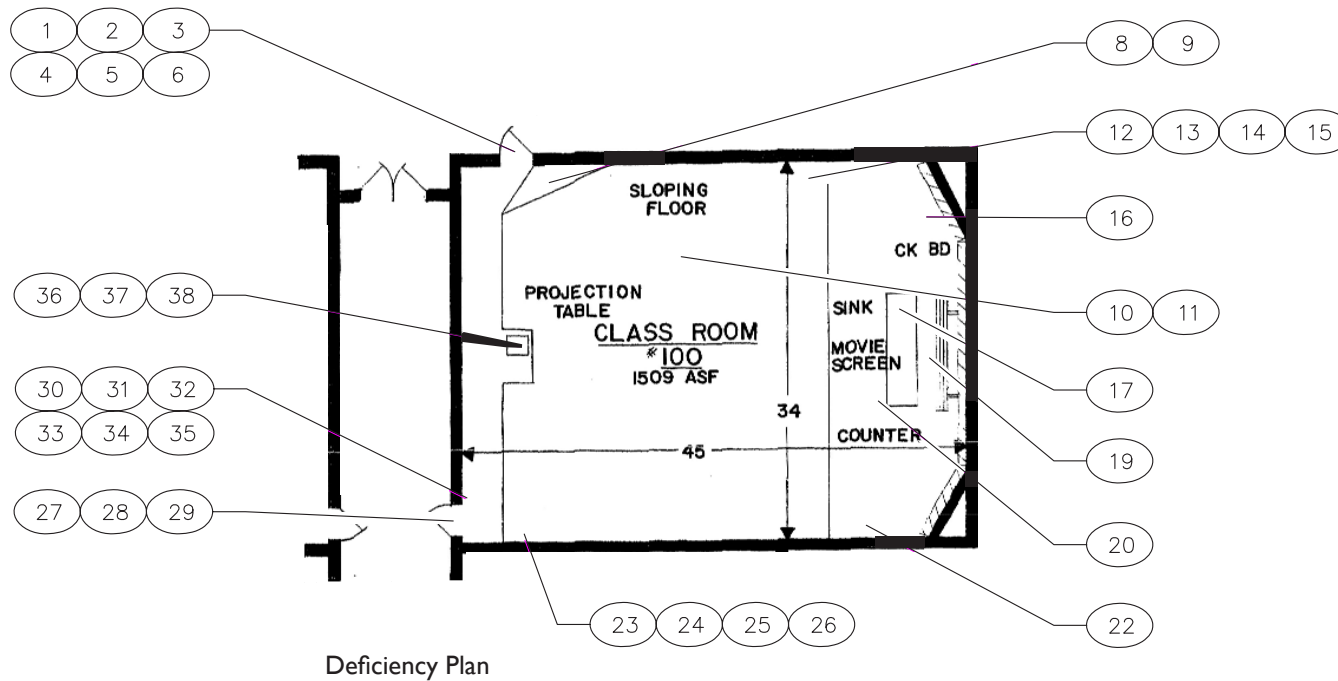 1 2 3
4 5 6
8 9
12 13 14 15
SLOPING
FLOOR
16
CK BD
36 37 38
PROJECTION
TABLE
SINK
10 11
CLASS ROOM
#100
1509 ASF
MOVIE
SCREEN
17
30 31 32
33 34 35
34
COUNTER
45
19
27 28 29
20
23 24 25 26
22
Deficiency Plan